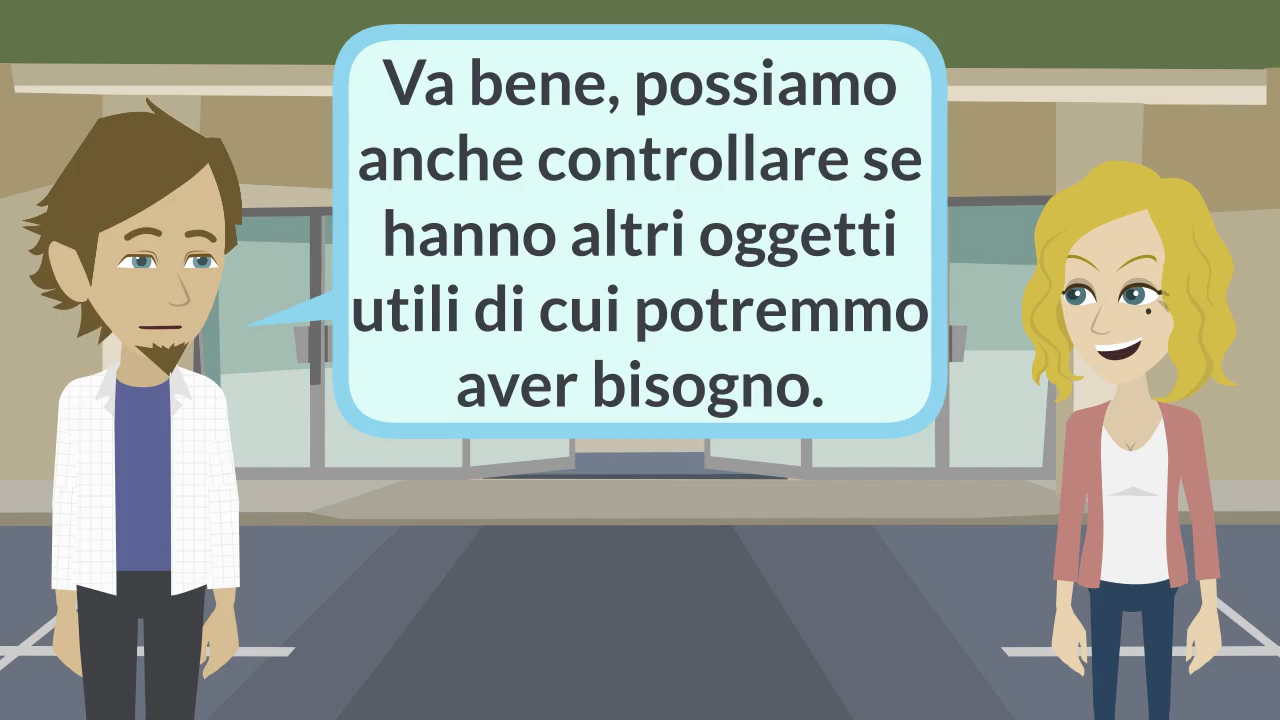 Va bene, possiamo
anche controllare se
hanno altri oggetti
utili di cui potremmo
aver bisogno.